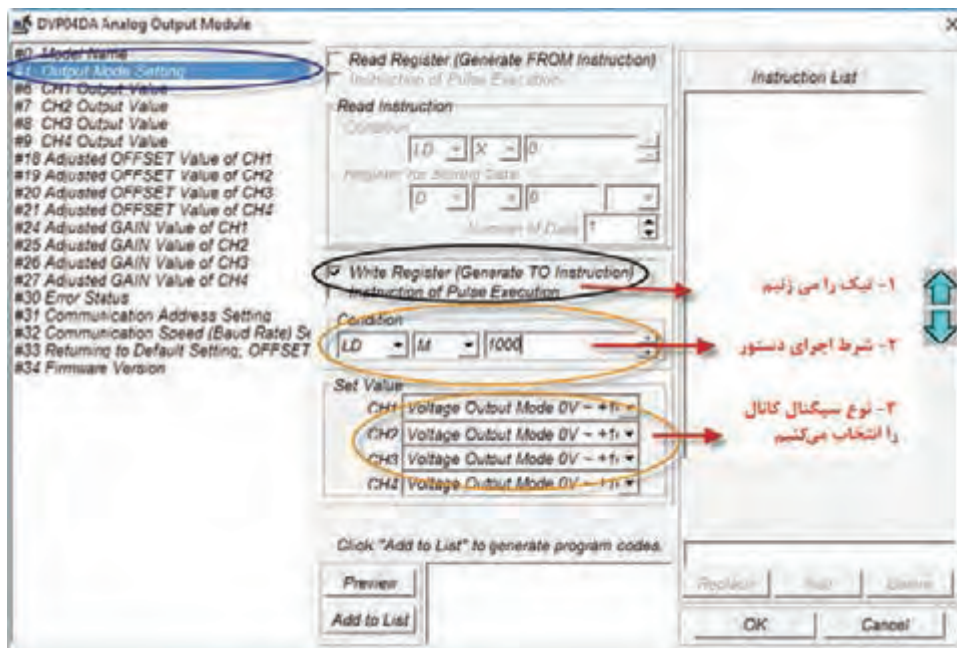 DYP04DA Analog Output Module
#0 Model Name
#1 Output Mode Setting
#6 CH1 Output Value
#7 CH2 Output Value
#8 CH3 Output Value
#9 CH4 Output Value
#18 Adjusted OFFSET Value of CH1
#19 Adjusted OFFSET Value of CH2
#20 Adjusted OFFSET Value of CH3
#21 Adjusted OFFSET Value of CH4
#24 Adjusted GAIN Value of CH1
#25 Adjusted GAIN Value of CH2
#26 Adjusted GAIN Value of CH3
#27 Adjusted GAIN Value of CH4
#30 Error Status
#31 Communication Address Setting
#32 Communication Speed (Baud Rate) Se
#33 Returning to Default Setting; OFFSET
#34 Firmware Version
Read Register (Generate FROM Instruction)
Instruction of Pulse Execution
Read Instruction
Condition
LD X 0
Register for Storing Data
D 0
Number of Data 1
Write Register (Generate TO Instruction)
Instruction of Pulse Execution
Condition
LD M 1000
Set Value
CH1 Voltage Output Mode 0V ~ +1
CH2 Voltage Output Mode 0V ~ +1
CH3 Voltage Output Mode 0V ~ +1
CH4 Voltage Output Mode 0V ~ +1
Click "Add to List" to generate program codes.
Preview
Add to List
Instruction List
۱- تیک را می زنیم
۲- شرط اجرای دستور
۳- نوع سیگنال کانال
را انتخاب می‌کنیم
Replace Delete
OK Cancel